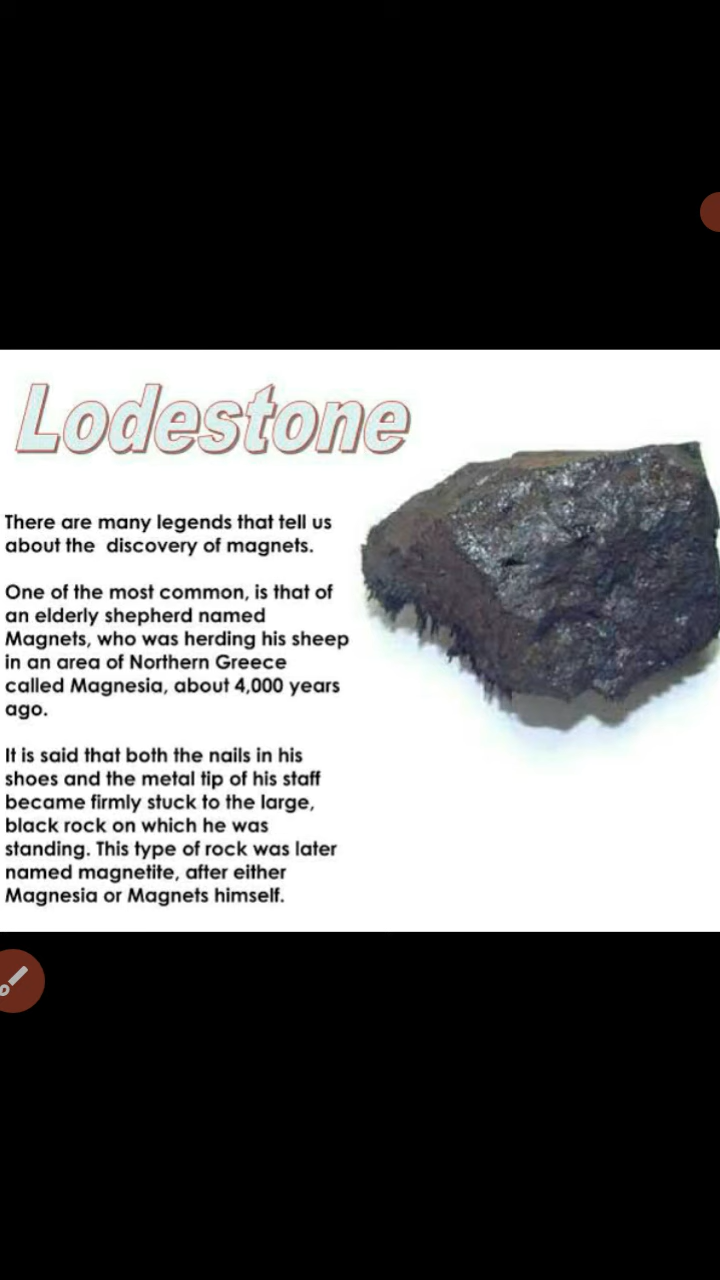 Lodestone
There are many legends that tell us
about the discovery of magnets.
One of the most common, is that of
an elderly shepherd named
Magnets, who was herding his sheep
in an area of Northern Greece
called Magnesia, about 4,000 years
ago.
It is said that both the nails in his
shoes and the metal tip of his staff
became firmly stuck to the large,
black rock on which he was
standing. This type of rock was later
named magnetite, after either
Magnesia or Magnets himself.